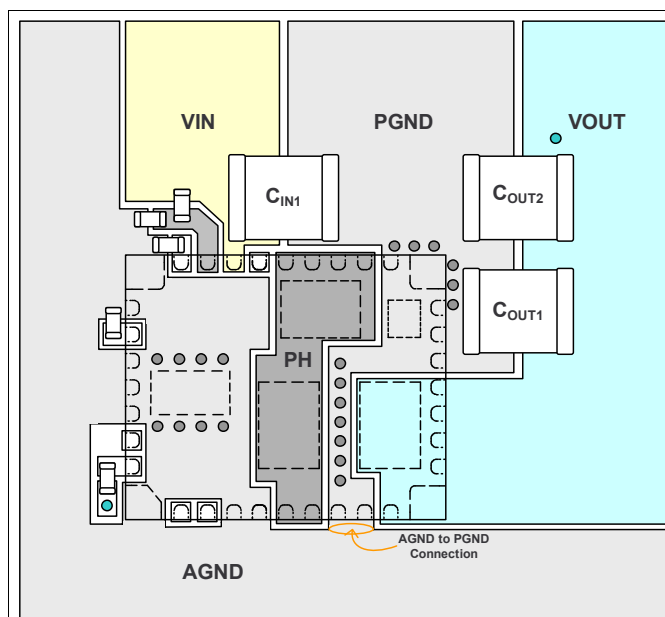 VIN
PGND
VOUT
CIN1
COUT2
COUT1
PH
AGND to PGND
Connection
AGND